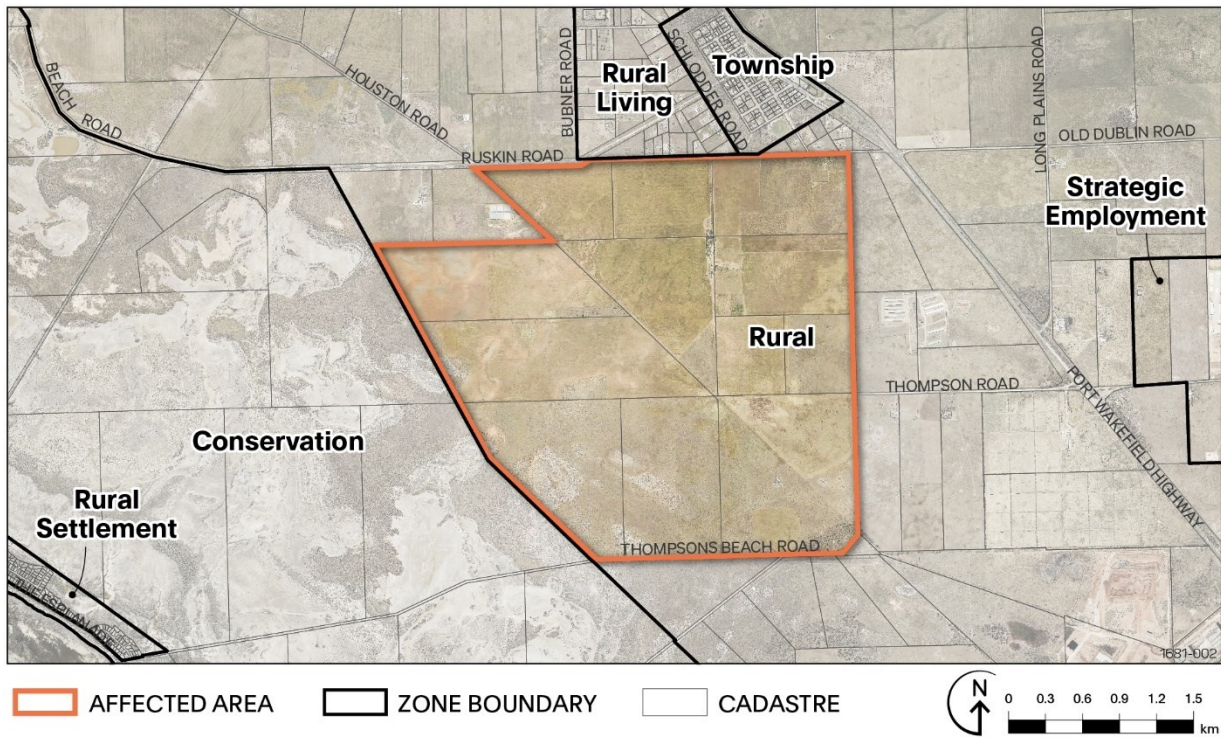 BEACH ROAD
HOUSTON ROAD
BUBNER ROAD
Rural
Living
SCHLODDER ROAD
Township
LONG PLAINS ROAD
OLD DUBLIN ROAD
RUSKIN ROAD
Strategic
Employment
Rural
THOMPSON ROAD
PORT WAKEFIELD HIGHWAY
Conservation
Rural
Settlement
THE ESPLANADE
THOMPSONS BEACH ROAD
1681-002
AFFECTED AREA
ZONE BOUNDARY
CADASTRE
N
0 0.3 0.6 0.9 1.2 1.5
km